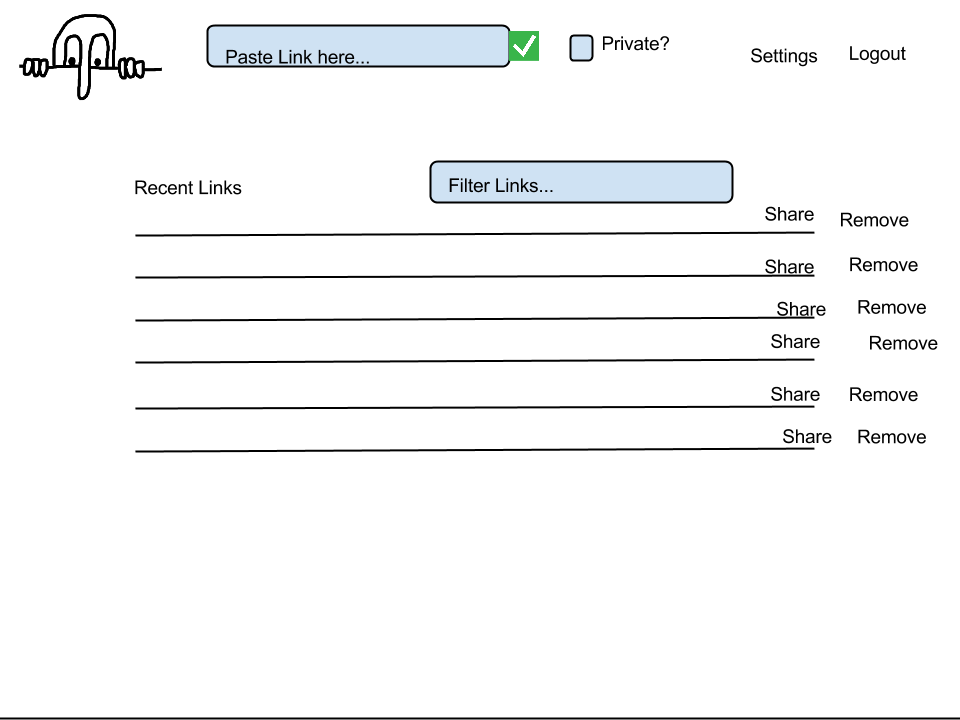 Paste Link here...
Private?
Settings
Logout
Recent Links
Filter Links...
Share
Remove
Share
Remove
Share
Remove
Share
Remove
Share
Remove
Share
Remove